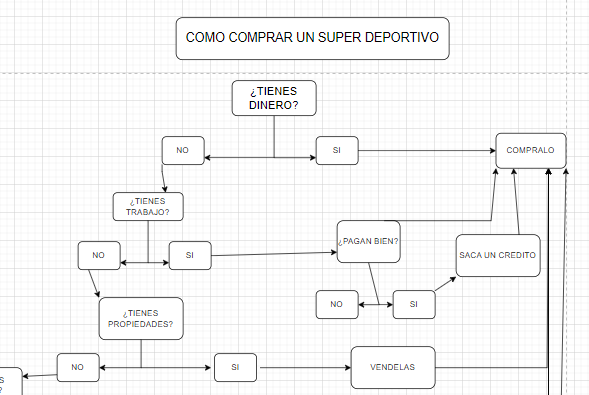 COMO COMPRAR UN SUPER DEPORTIVO
¿TIENES
DINERO?
NO
SI
COMPRALO
¿TIENES
TRABAJO?
NO
SI
¿PAGAN BIEN?
SACA UN CREDITO
NO
SI
¿TIENES
PROPIEDADES?
NO
SI
VENDELAS